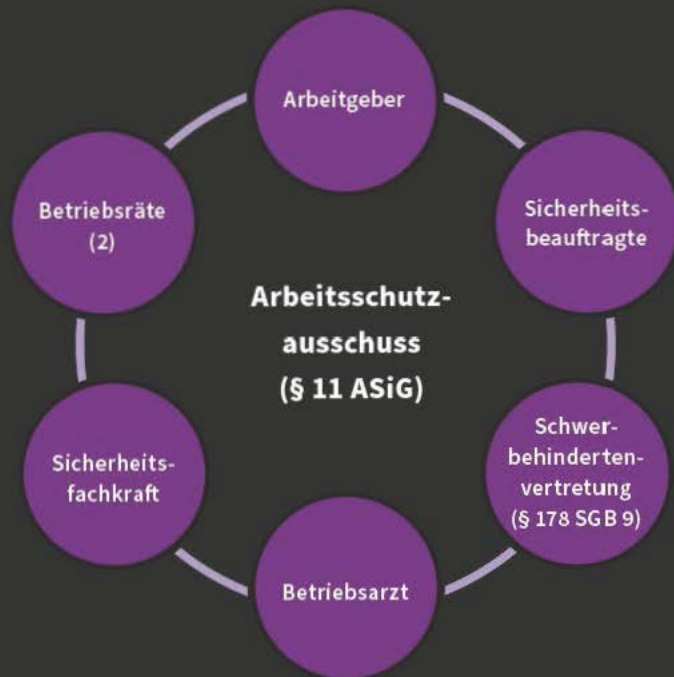 Arbeitgeber
Betriebsräte
(2)
Sicherheits-
beauftragte
Arbeitsschutz-
ausschuss
(§ 11 ASiG)
Sicherheits-
fachkraft
Schwer-
behinderten-
vertretung
(§ 178 SGB 9)
Betriebsarzt